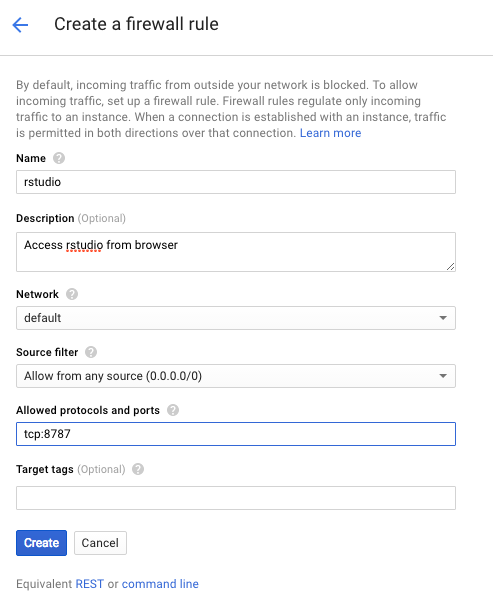 Create a firewall rule
By default, incoming traffic from outside your network is blocked. To allow
incoming traffic, set up a firewall rule. Firewall rules regulate only incoming
traffic to an instance. When a connection is established with an instance, traffic
is permitted in both directions over that connection. Learn more
Name ?
rstudio
Description (Optional)
Access rstudio from browser
Network ?
default
Source filter ?
Allow from any source (0.0.0.0/0)
Allowed protocols and ports ?
tcp:8787
Target tags (Optional) ?
Create Cancel
Equivalent REST or command line